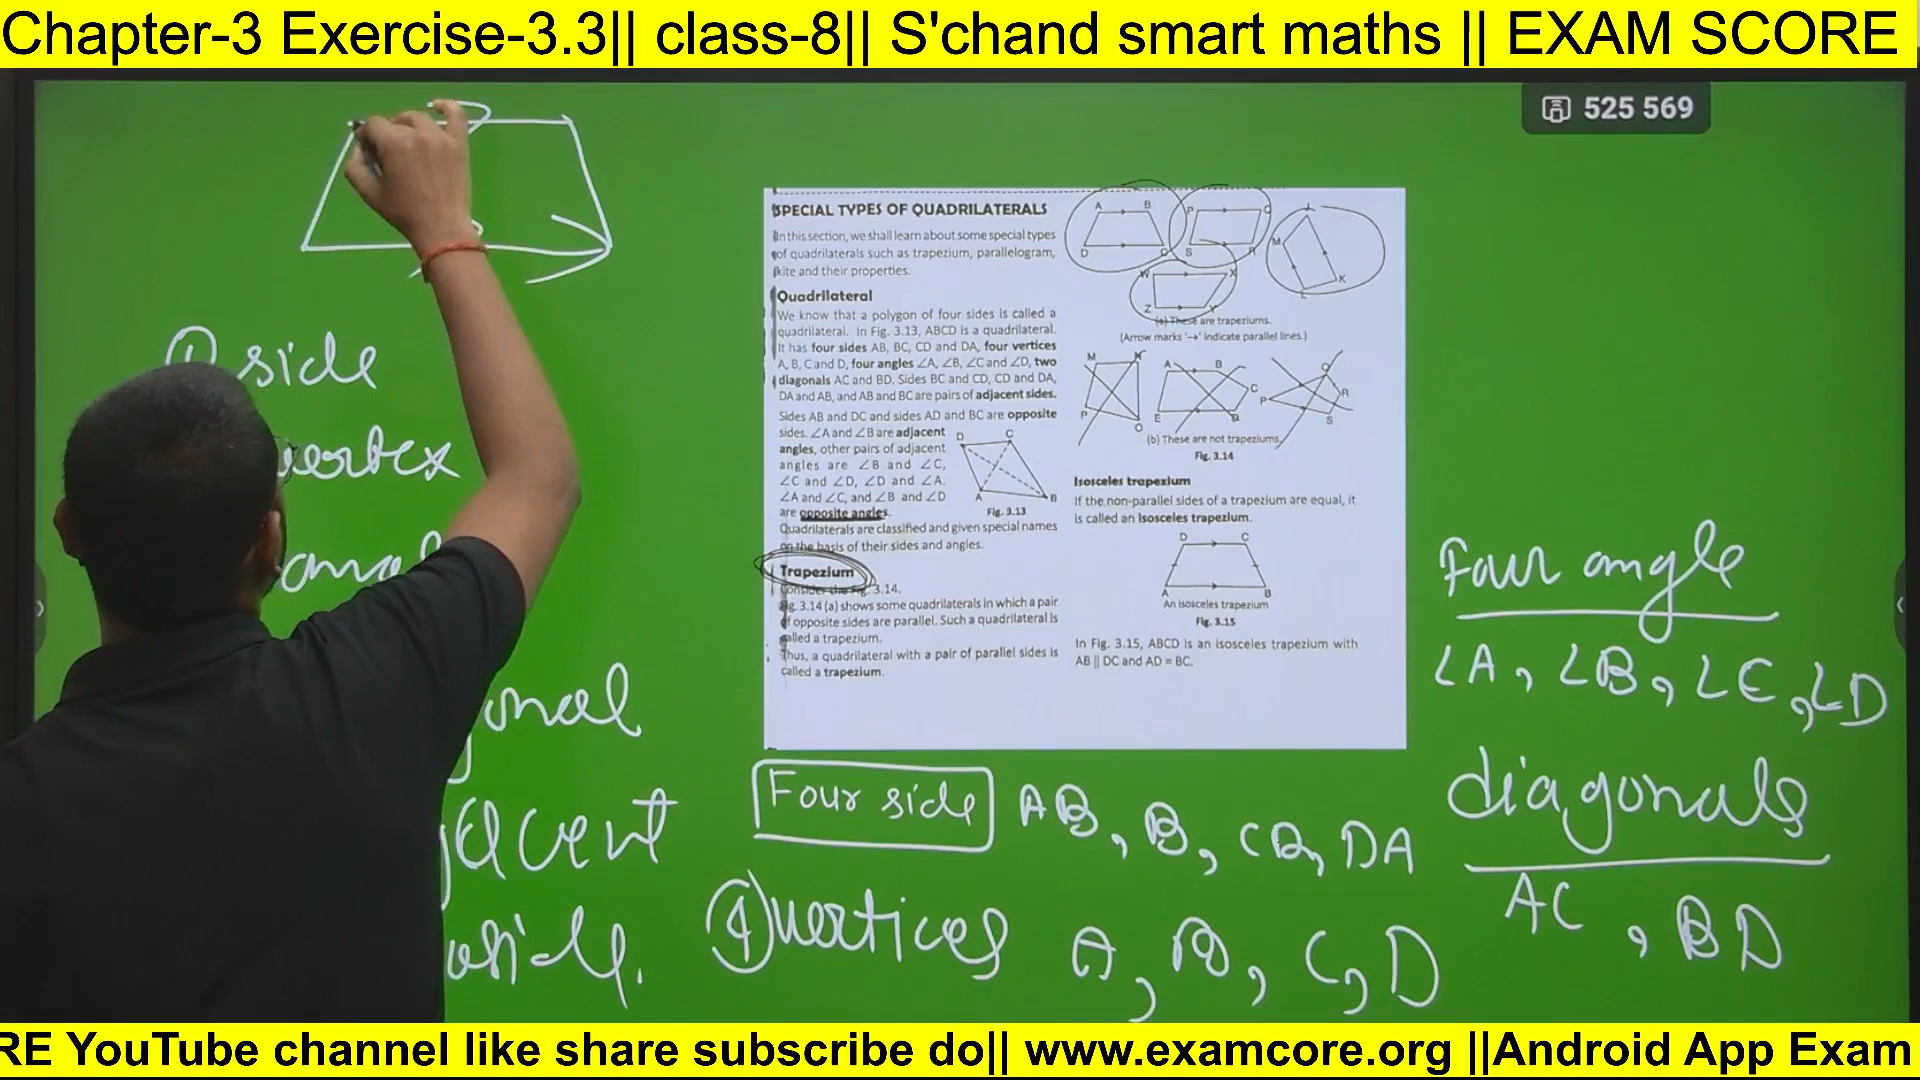 Chapter-3 Exercise-3.3|| class-8|| S'chand smart maths || EXAM SCORE
525 569
side
vertex
onal
acent
side.
SPECIAL TYPES OF QUADRILATERALS
In this section, we shall learn about some special types
of quadrilaterals such as trapezium, parallelogram,
kite and their properties.
Quadrilateral
We know that a polygon of four sides is called a
quadrilateral. In Fig. 3.13, ABCD is a quadrilateral.
It has four sides AB, BC, CD and DA, four vertices
A, B, C and D, four angles ∠A, ∠B, ∠C and ∠D, two
diagonals AC and BD, Sides BC and CD, CD and DA,
DA and AB, and AB and BC are pairs of adjacent sides.
Sides AB and DC and sides AD and BC are opposite
sides. ∠A and ∠B are adjacent
angles, other pairs of adjacent
angles are ∠B and ∠C,
∠C and ∠D, ∠D and ∠A.
∠A and ∠C, and ∠B and ∠D
are opposite angles.
D C
A B
Fig. 3.13
Quadrilaterals are classified and given special names
on the basis of their sides and angles.
Trapezium
Consider the Fig. 3.14.
Fig. 3.14 (a) shows some quadrilaterals in which a pair
of opposite sides are parallel. Such a quadrilateral is
called a trapezium.
Thus, a quadrilateral with a pair of parallel sides is
called a trapezium.
A B P Q
D C S R M K L
W X
Z Y
(a) These are trapeziums.
(Arrow marks '→' indicate parallel lines.)
M N A B Q
C P R
P O E D S
(b) These are not trapeziums.
Fig. 3.14
Isosceles trapezium
If the non-parallel sides of a trapezium are equal, it
is called an isosceles trapezium.
D C
A B
An isosceles trapezium
Fig. 3.15
In Fig. 3.15, ABCD is an isosceles trapezium with
AB || DC and AD = BC.
Four side AB, B, CD, DA
4 vertices A, B, C, D
Four angle
∠A, ∠B, ∠C, ∠D
diagonals
AC, BD
RE YouTube channel like share subscribe do|| www.examcore.org ||Android App Exam